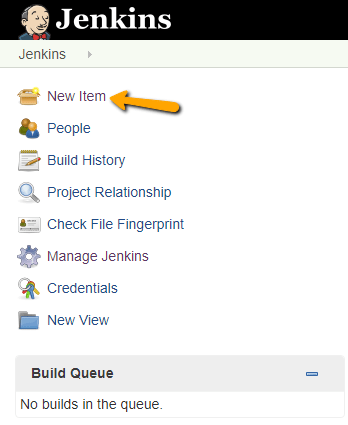 Jenkins
Jenkins
New Item
People
Build History
Project Relationship
Check File Fingerprint
Manage Jenkins
Credentials
New View
Build Queue
No builds in the queue.